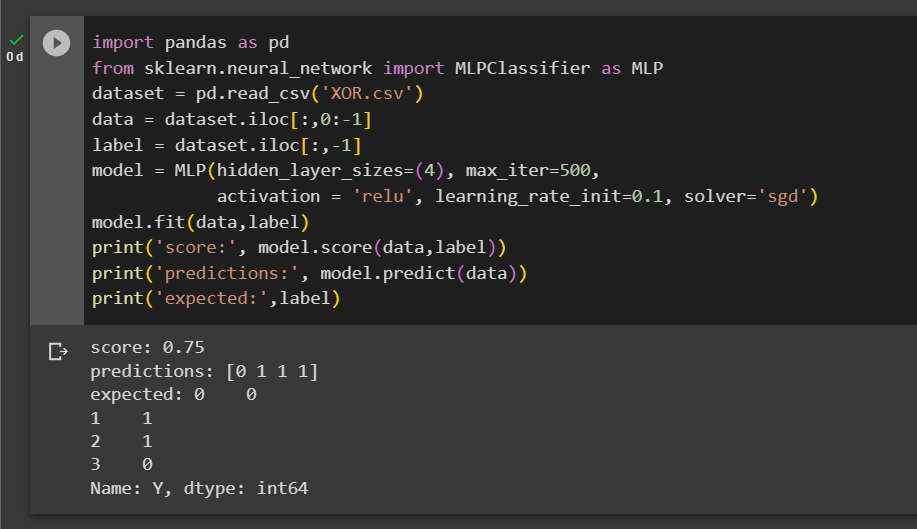 import pandas as pd
from sklearn.neural_network import MLPClassifier as MLP
dataset = pd.read_csv('XOR.csv')
data = dataset.iloc[:,0:-1]
label = dataset.iloc[:,-1]
model = MLP(hidden_layer_sizes=(4), max_iter=500,
            activation = 'relu', learning_rate_init=0.1, solver='sgd')
model.fit(data,label)
print('score:', model.score(data,label))
print('predictions:', model.predict(data))
print('expected:',label)
0 d
score: 0.75
predictions: [0 1 1 1]
expected: 0    0
1    1
2    1
3    0
Name: Y, dtype: int64